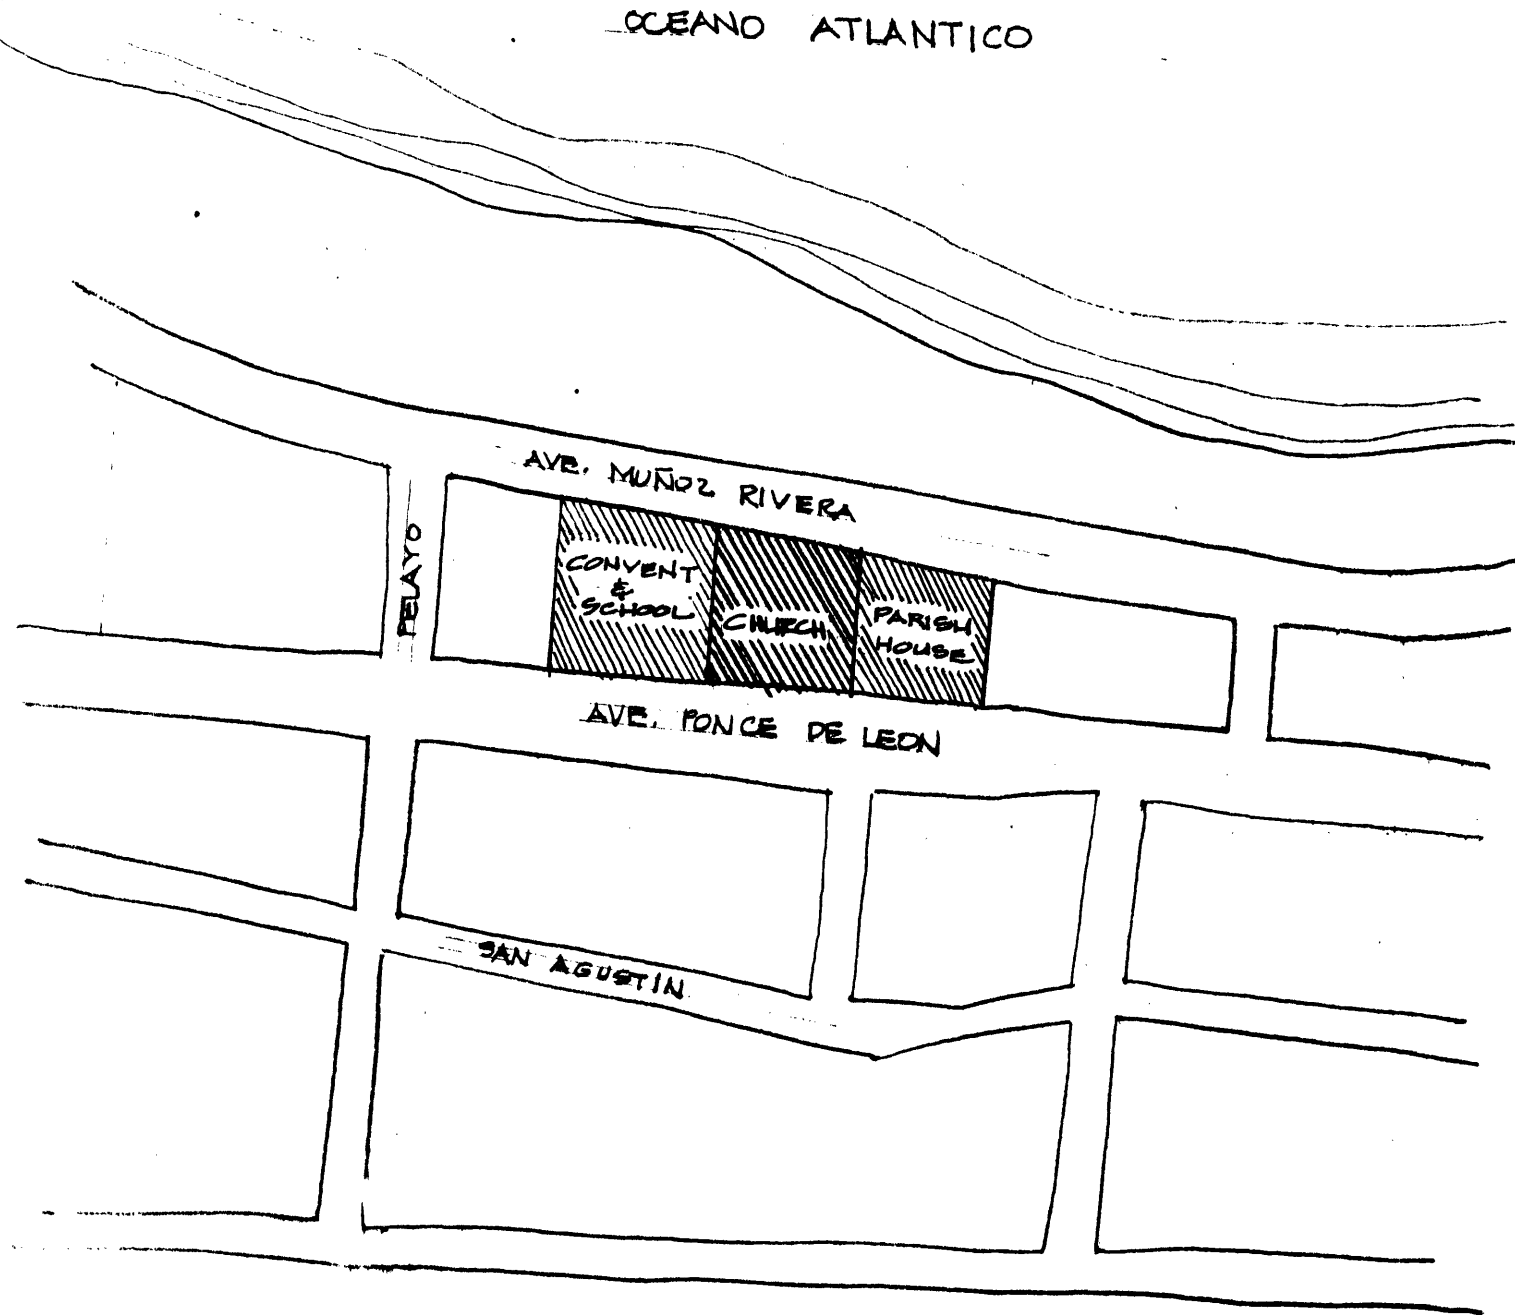 OCEANO ATLANTICO
AVE. MUÑOZ RIVERA
PELAYO
CONVENT
&
SCHOOL
CHURCH
PARISH
HOUSE
AVE. PONCE DE LEON
SAN AGUSTIN